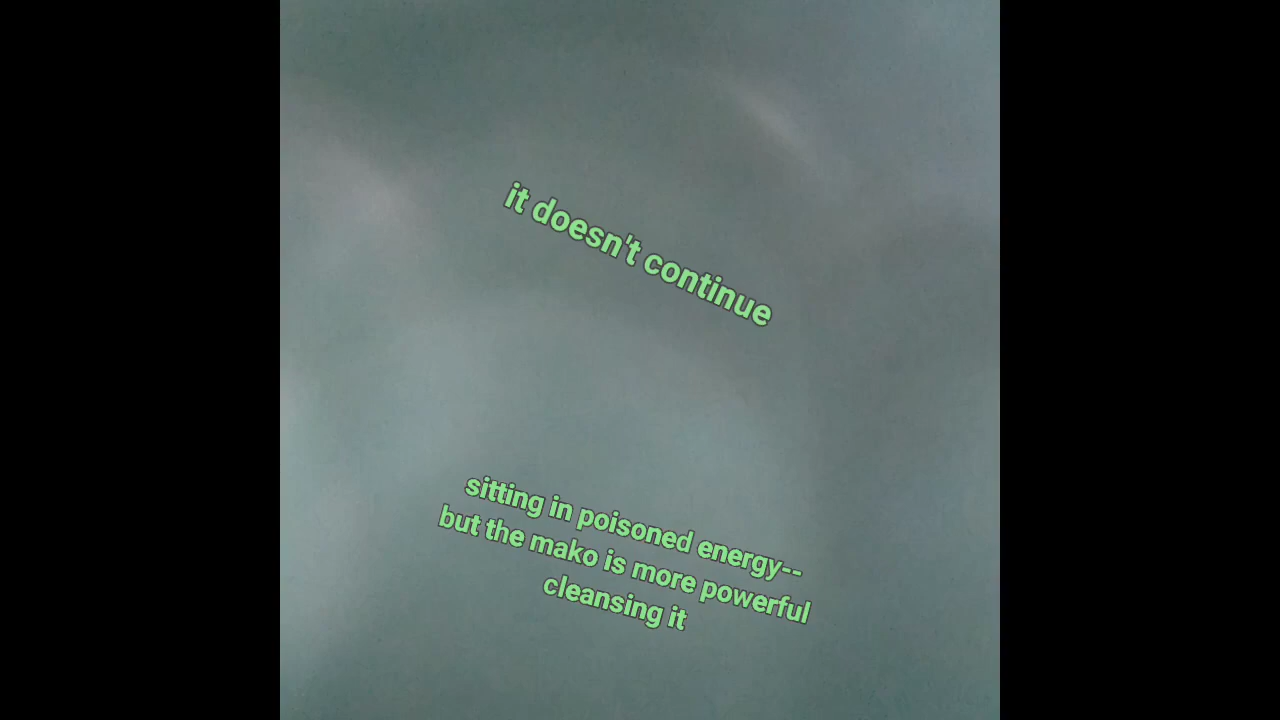 it doesn't continue
sitting in poisoned energy--
but the mako is more powerful
cleansing it